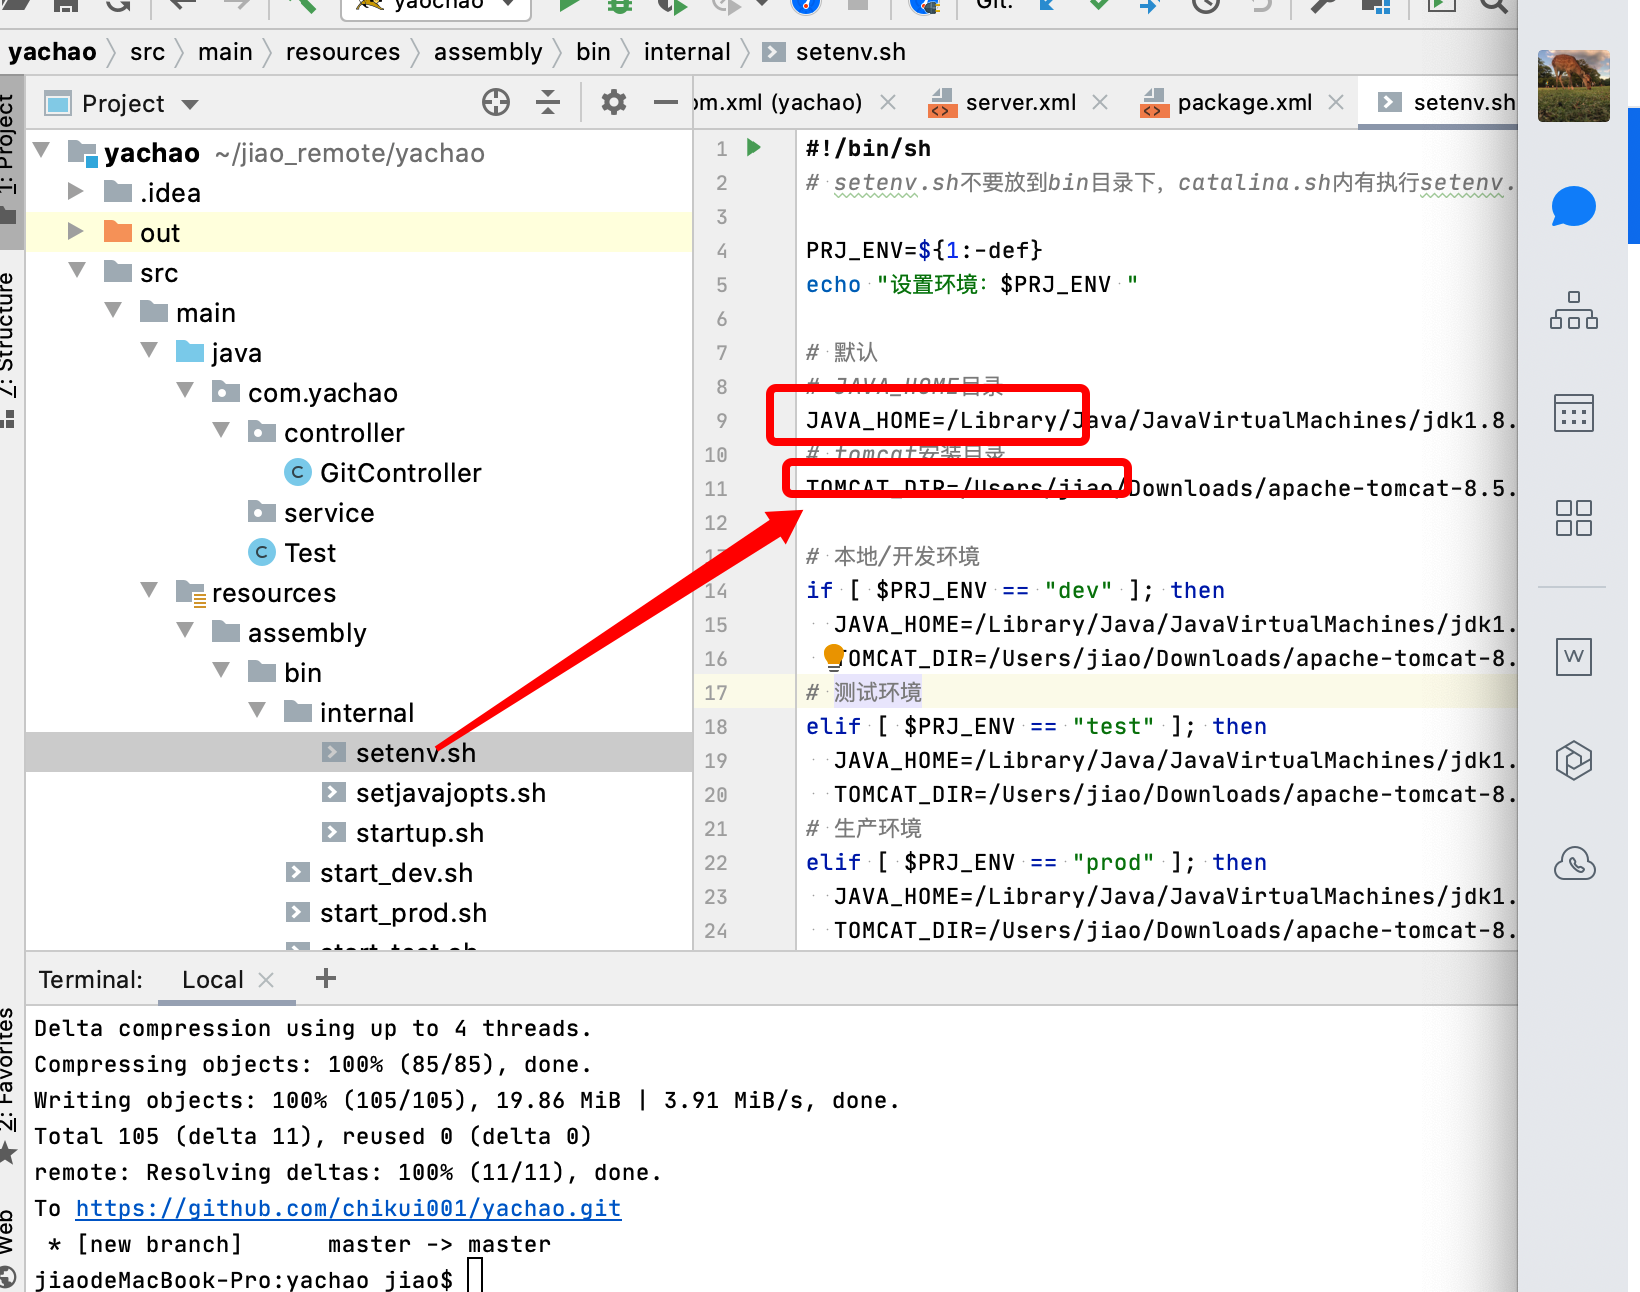 yaochao
Git:
yachao src main resources assembly bin internal setenv.sh
Project
om.xml (yachao) server.xml package.xml setenv.sh
1: Project
7: Structure
2: Favorites
Web
yachao ~/jiao_remote/yachao
.idea
out
src
main
java
com.yachao
controller
GitController
service
Test
resources
assembly
bin
internal
setenv.sh
setjavajopts.sh
startup.sh
start_dev.sh
start_prod.sh
start_test.sh
1 #!/bin/sh
2 # setenv.sh不要放到bin目录下, catalina.sh内有执行setenv.
3
4 PRJ_ENV=${1:-def}
5 echo "设置环境: $PRJ_ENV "
6
7 # 默认
8 # JAVA_HOME目录
9 JAVA_HOME=/Library/Java/JavaVirtualMachines/jdk1.8.
10 # tomcat安装目录
11 TOMCAT_DIR=/Users/jiao/Downloads/apache-tomcat-8.5.
12
13 # 本地/开发环境
14 if [ $PRJ_ENV == "dev" ]; then
15 JAVA_HOME=/Library/Java/JavaVirtualMachines/jdk1.
16 TOMCAT_DIR=/Users/jiao/Downloads/apache-tomcat-8.
17 # 测试环境
18 elif [ $PRJ_ENV == "test" ]; then
19 JAVA_HOME=/Library/Java/JavaVirtualMachines/jdk1.
20 TOMCAT_DIR=/Users/jiao/Downloads/apache-tomcat-8.
21 # 生产环境
22 elif [ $PRJ_ENV == "prod" ]; then
23 JAVA_HOME=/Library/Java/JavaVirtualMachines/jdk1.
24 TOMCAT_DIR=/Users/jiao/Downloads/apache-tomcat-8.
Terminal: Local
Delta compression using up to 4 threads.
Compressing objects: 100% (85/85), done.
Writing objects: 100% (105/105), 19.86 MiB | 3.91 MiB/s, done.
Total 105 (delta 11), reused 0 (delta 0)
remote: Resolving deltas: 100% (11/11), done.
To https://github.com/chikui001/yachao.git
* [new branch] master -> master
jiaodeMacBook-Pro:yachao jiao$